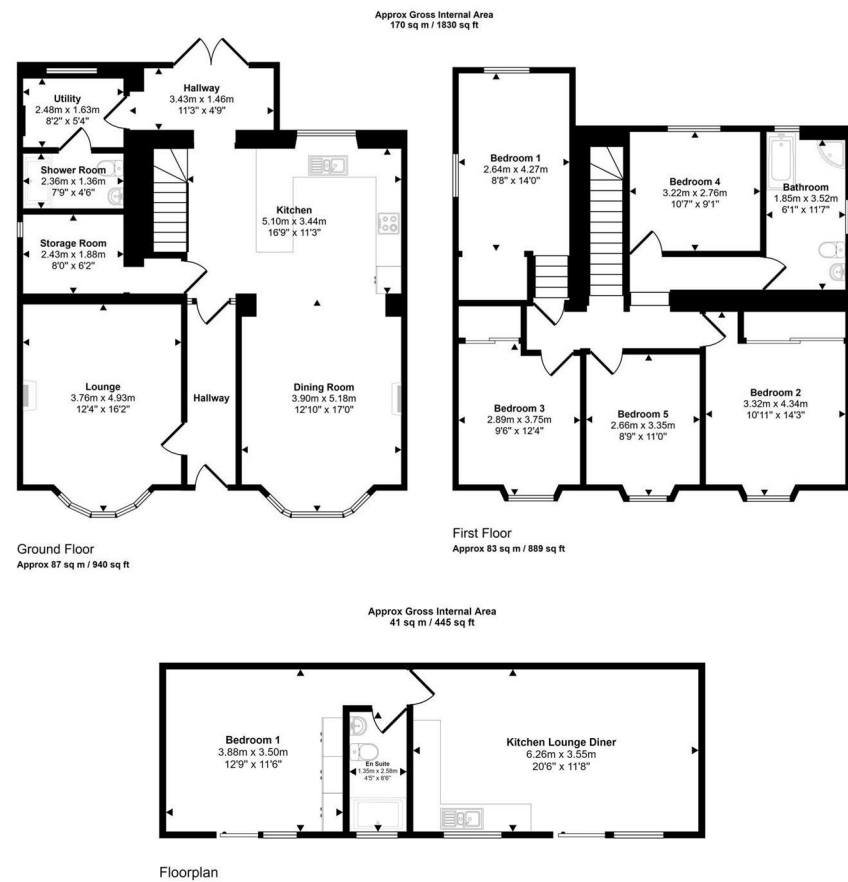 Approx Gross Internal Area
170 sq m / 1830 sq ft
Utility
2.48m x 1.63m
8'2" x 5'4"
Hallway
3.43m x 1.46m
11'3" x 4'9"
Shower Room
2.36m x 1.36m
7'9" x 4'6"
Storage Room
2.43m x 1.88m
8'0" x 6'2"
Kitchen
5.10m x 3.44m
16'9" x 11'3"
Lounge
3.76m x 4.93m
12'4" x 16'2"
Hallway
Dining Room
3.90m x 5.18m
12'10" x 17'0"
Ground Floor
Approx 87 sq m / 940 sq ft
Bedroom 1
2.64m x 4.27m
8'8" x 14'0"
Bedroom 4
3.22m x 2.76m
10'7" x 9'1"
Bathroom
1.85m x 3.52m
6'1" x 11'7"
Bedroom 3
2.89m x 3.75m
9'6" x 12'4"
Bedroom 5
2.66m x 3.35m
8'9" x 11'0"
Bedroom 2
3.32m x 4.34m
10'11" x 14'3"
First Floor
Approx 83 sq m / 889 sq ft
Approx Gross Internal Area
41 sq m / 445 sq ft
Bedroom 1
3.88m x 3.50m
12'9" x 11'6"
En Suite
1.35m x 2.58m
4'5" x 8'6"
Kitchen Lounge Diner
6.26m x 3.55m
20'6" x 11'8"
Floorplan